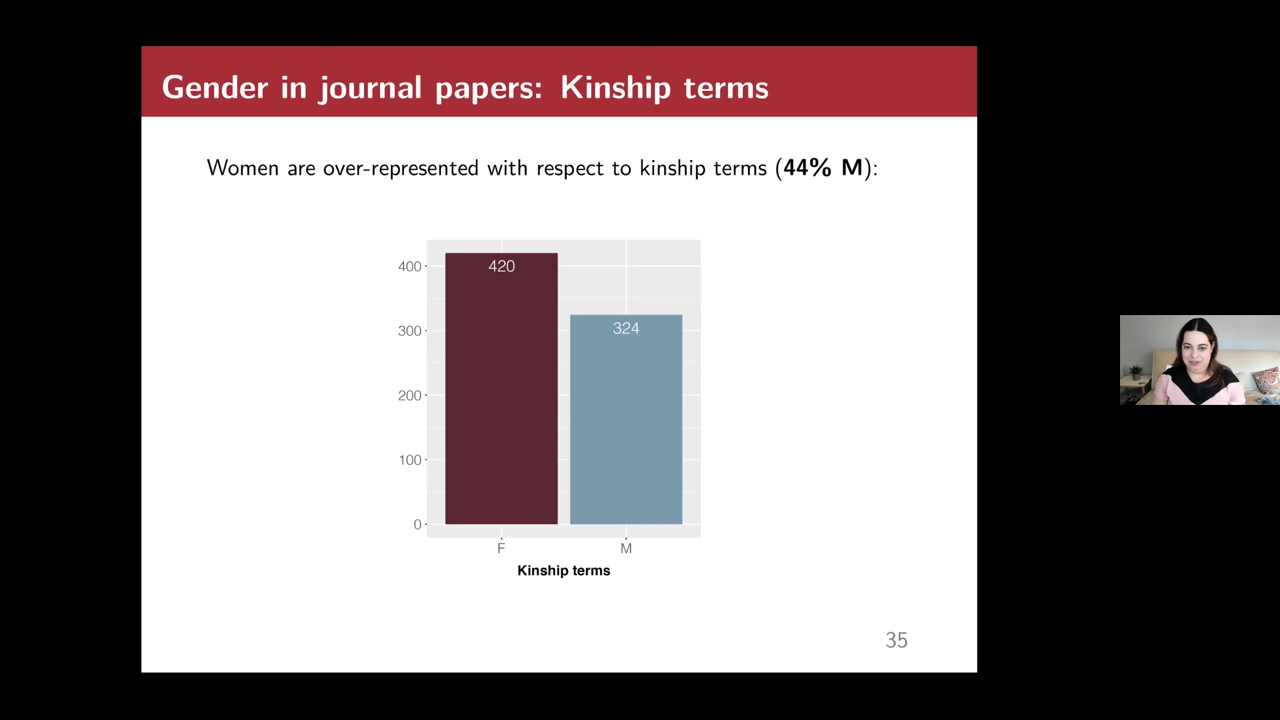 Gender in journal papers: Kinship terms
Women are over-represented with respect to kinship terms (44% M):
400
300
200
100
0
420
324
F
M
Kinship terms
35